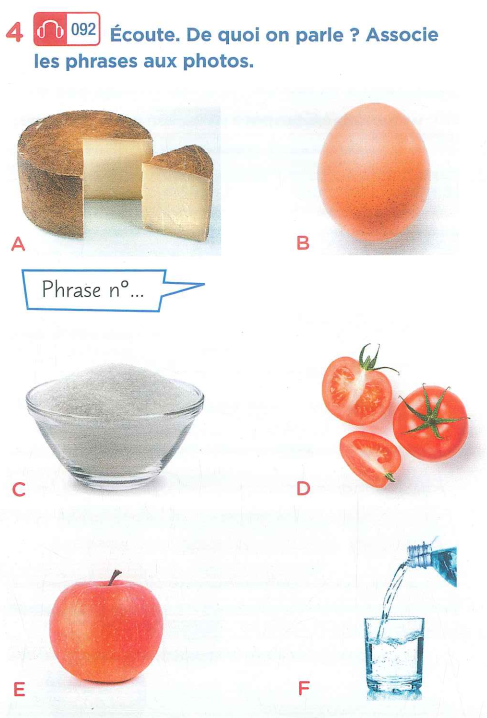 4 092 Écoute. De quoi on parle ? Associe
les phrases aux photos.
A
B
Phrase n°...
C
D
E
F